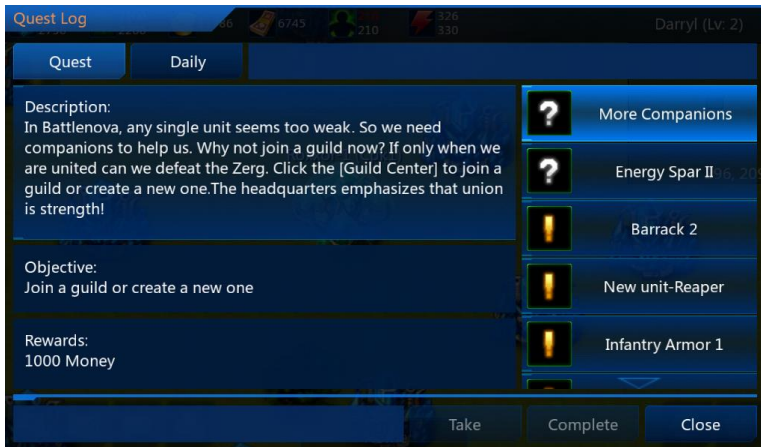 Quest Log
86
6745
210
326
330
Darryl (Lv: 2)
Quest
Daily
Description:
In Battlenova, any single unit seems too weak. So we need
companions to help us. Why not join a guild now? If only when we
are united can we defeat the Zerg. Click the [Guild Center] to join a
guild or create a new one.The headquarters emphasizes that union
is strength!
Objective:
Join a guild or create a new one
Rewards:
1000 Money
More Companions
Energy Spar II
Barrack 2
New unit-Reaper
Infantry Armor 1
Take
Complete
Close